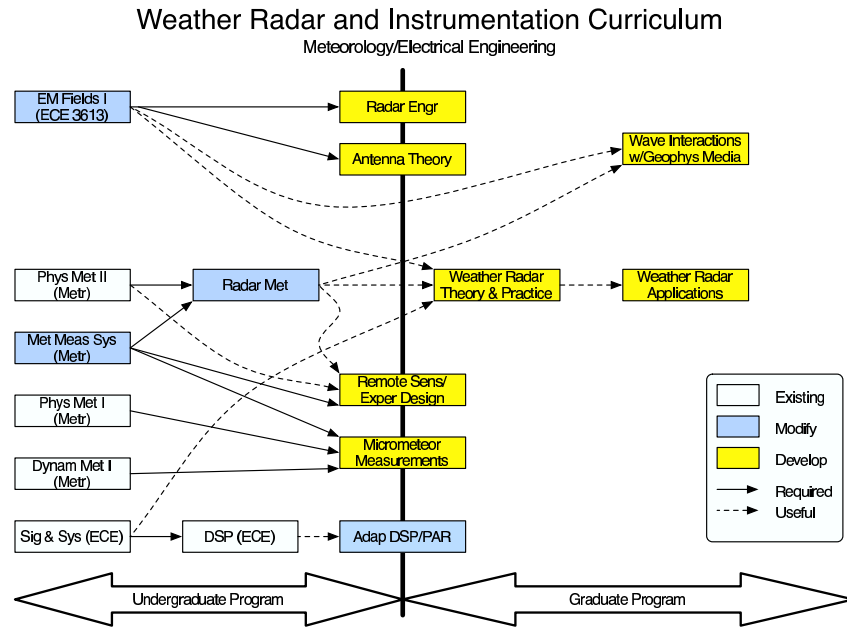 Weather Radar and Instrumentation Curriculum
Meteorology/Electrical Engineering
EM Fields I
(ECE 3613)
Radar Engr
Antenna Theory
Wave Interactions
w/Geophys Media
Phys Met II
(Metr)
Radar Met
Weather Radar
Theory & Practice
Weather Radar
Applications
Met Meas Sys
(Metr)
Remote Sens/
Exper Design
Phys Met I
(Metr)
Micrometeor
Measurements
Dynam Met I
(Metr)
Sig & Sys (ECE)
DSP (ECE)
Adap DSP/PAR
Existing
Modify
Develop
Required
Useful
Undergraduate Program
Graduate Program